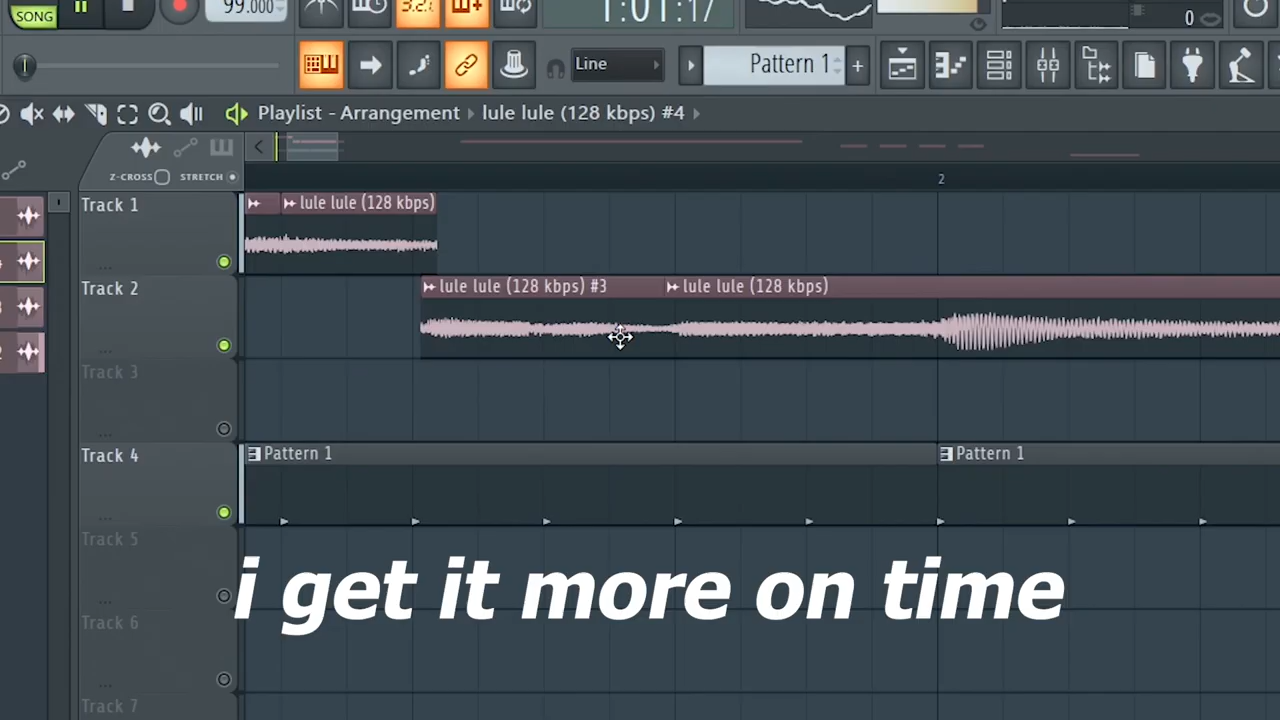 SONG
99.000
3.2.
1:01:17
0
Line
Pattern 1
+
Playlist - Arrangement lule lule (128 kbps) #4
Z-CROSS STRETCH
2
Track 1
lule lule (128 kbps)
Track 2
lule lule (128 kbps) #3
lule lule (128 kbps)
Track 3
Track 4
Pattern 1
Pattern 1
Track 5
i get it more on time
Track 6
Track 7